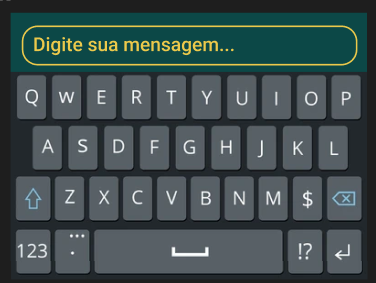 Digite sua mensagem...
Q W E R T Y U I O P
A S D F G H J K L
Z X C V B N M $
123 ... . !?